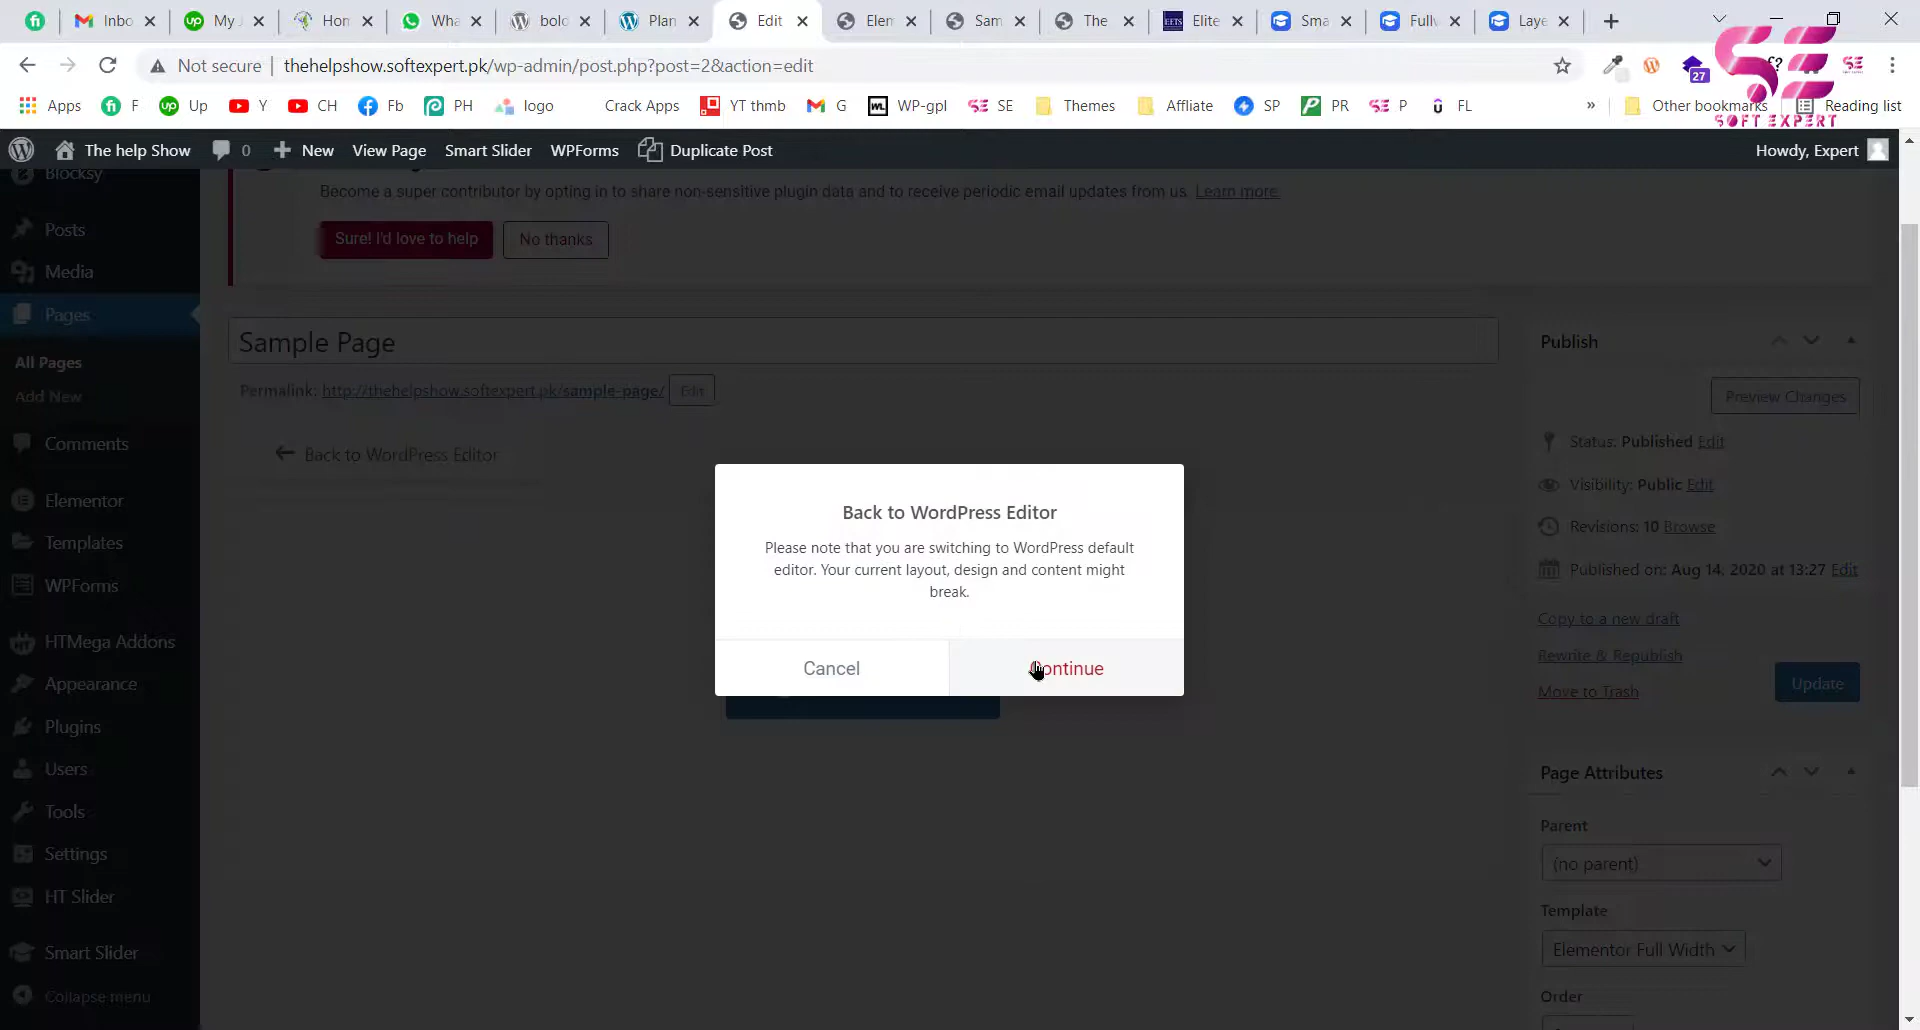 Inbo
My J
Hon
Wha
bolo
Plan
Edit
Elem
Sam
The
EETS Elite
Sma
Full
Laye
Not secure
thehelpshow.softexpert.pk/wp-admin/post.php?post=2&action=edit
27
Apps
F
Up
Y
CH
Fb
PH
logo
Crack Apps
YT thmb
G
WP-gpl
SE
Themes
Affliate
SP
PR
P
FL
»
Other bookmarks
Reading list
SOFT EXPERT
The help Show
0
New
View Page
Smart Slider
WPForms
Duplicate Post
Howdy, Expert
Blocksy
Posts
Media
Pages
All Pages
Add New
Comments
Elementor
Templates
WPForms
HTMega Addons
Appearance
Plugins
Users
Tools
Settings
HT Slider
Smart Slider
Collapse menu
Become a super contributor by opting in to share non-sensitive plugin data and to receive periodic email updates from us. Learn more.
Sure! I'd love to help
No thanks
Sample Page
Permalink: http://thehelpshow.softexpert.pk/sample-page/ Edit
Back to WordPress Editor
Back to WordPress Editor
Please note that you are switching to WordPress default
editor. Your current layout, design and content might
break.
Cancel
Continue
Publish
Preview Changes
Status: Published Edit
Visibility: Public Edit
Revisions: 10 Browse
Published on: Aug 14, 2020 at 13:27 Edit
Copy to a new draft
Rewrite & Republish
Move to Trash
Update
Page Attributes
Parent
(no parent)
Template
Elementor Full Width
Order